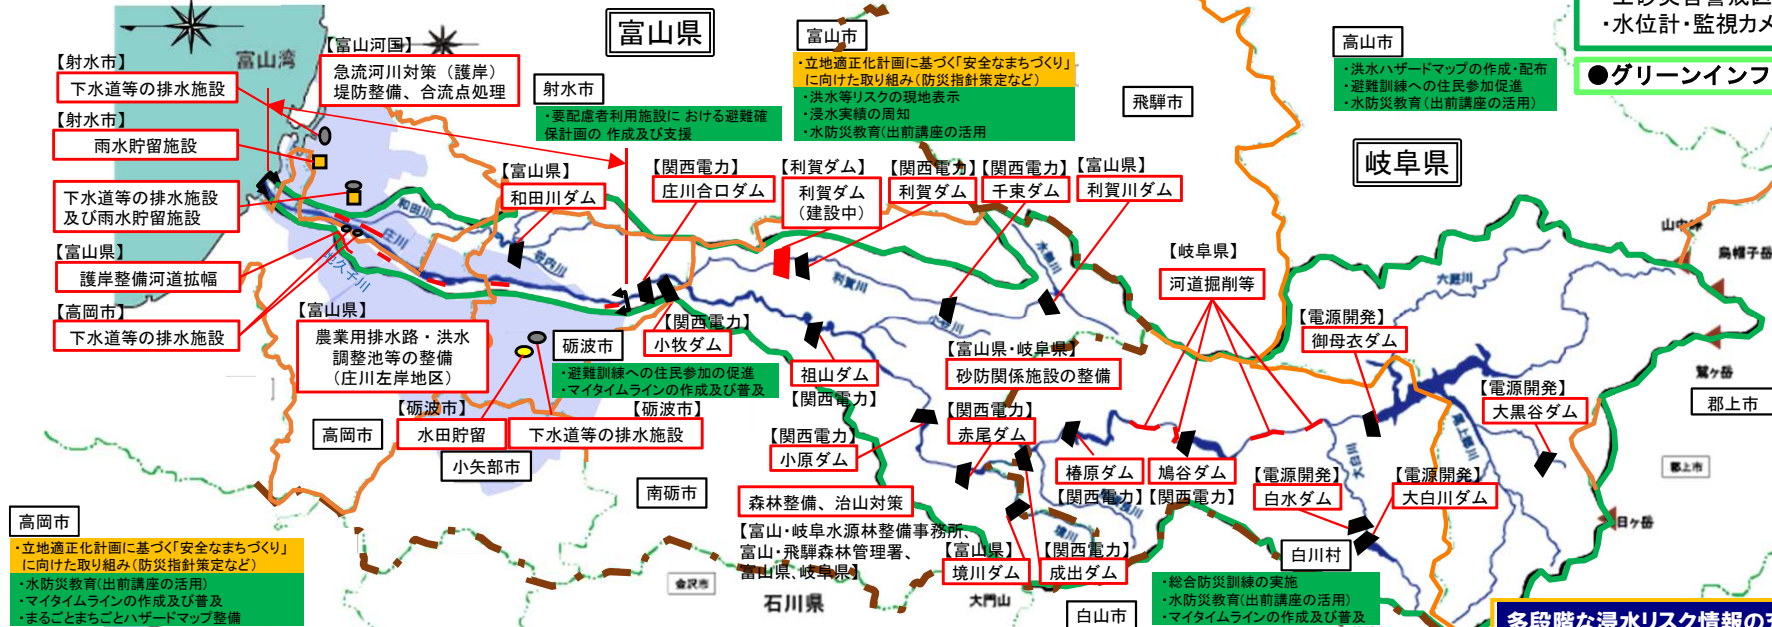 富山県
岐阜県
石川県
富山湾
【射水市】
下水道等の排水施設
【射水市】
雨水貯留施設
下水道等の排水施設
及び雨水貯留施設
【富山県】
護岸整備河道拡幅
【高岡市】
下水道等の排水施設
【富山河国】
急流河川対策（護岸）
堤防整備、合流点処理
射水市
・要配慮者利用施設に おける避難確
保計画の 作成及び支援
富山市
・立地適正化計画に基づく「安全なまちづくり」
に向けた取り組み（防災指針策定など）
・洪水等リスクの現地表示
・浸水実績の周知
・水防災教育（出前講座の活用
飛騨市
高山市
・洪水ハザードマップの作成・配布
・避難訓練への住民参加促進
・水防災教育（出前講座の活用）
・水位計・監視カメ
●グリーンインフ
【富山県】
和田川ダム
【関西電力】
庄川合口ダム
【利賀ダム】
利賀ダム
（建設中）
【関西電力】
利賀ダム
【関西電力】
千束ダム
【富山県】
利賀川ダム
【岐阜県】
河道掘削等
和田川
庄川
利賀川
【富山県】
農業用排水路・洪水
調整池等の整備
（庄川左岸地区）
砺波市
・避難訓練への住民参加の促進
・マイタイムラインの作成及び普及
【関西電力】
小牧ダム
祖山ダム
【関西電力】
【富山県・岐阜県】
砂防関係施設の整備
【電源開発】
御母衣ダム
【電源開発】
大黒谷ダム
烏帽子岳
鷲ケ岳
日ヶ岳
郡上市
郡上市
高岡市
【砺波市】
水田貯留
【砺波市】
下水道等の排水施設
小矢部市
南砺市
【関西電力】
小原ダム
【関西電力】
赤尾ダム
椿原ダム
【関西電力】
鳩谷ダム
【関西電力】
【電源開発】
白水ダム
【電源開発】
大白川ダム
大白川
森林整備、治山対策
【富山・岐阜水源林整備事務所、
富山・飛騨森林管理署、
富山県、岐阜県】
【富山県】
境川ダム
【関西電力】
成出ダム
境川
白川村
・総合防災訓練の実施
・水防災教育（出前講座の活用）
・マイタイムラインの作成及び普及
高岡市
・立地適正化計画に基づく「安全なまちづくり」
に向けた取り組み（防災指針策定など）
・水防災教育（出前講座の活用）
・マイタイムラインの作成及び普及
・まるごとまちごとハザードマップ整備
金沢市
大門山
白山市
多段階な浸水リスク情報の